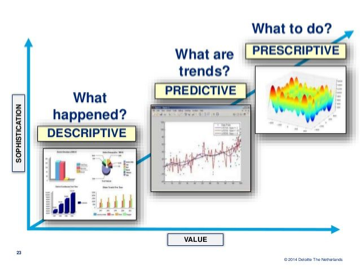 What to do?
PRESCRIPTIVE
What are
trends?
PREDICTIVE
What
happened?
DESCRIPTIVE
SOPHISTICATION
VALUE
23
© 2014 Deloitte The Netherlands